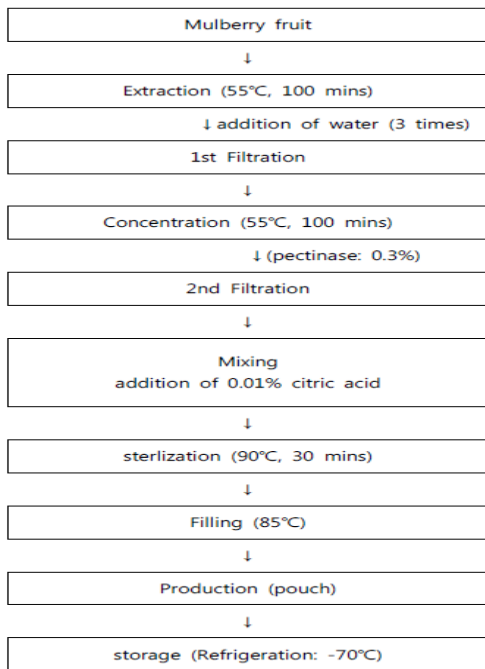 Mulberry fruit
↓
Extraction (55℃, 100 mins)
↓addition of water (3 times)
1st Filtration
↓
Concentration (55℃, 100 mins)
↓(pectinase: 0.3%)
2nd Filtration
↓
Mixing
addition of 0.01% citric acid
↓
sterlization (90℃, 30 mins)
↓
Filling (85℃)
↓
Production (pouch)
↓
storage (Refrigeration: -70℃)